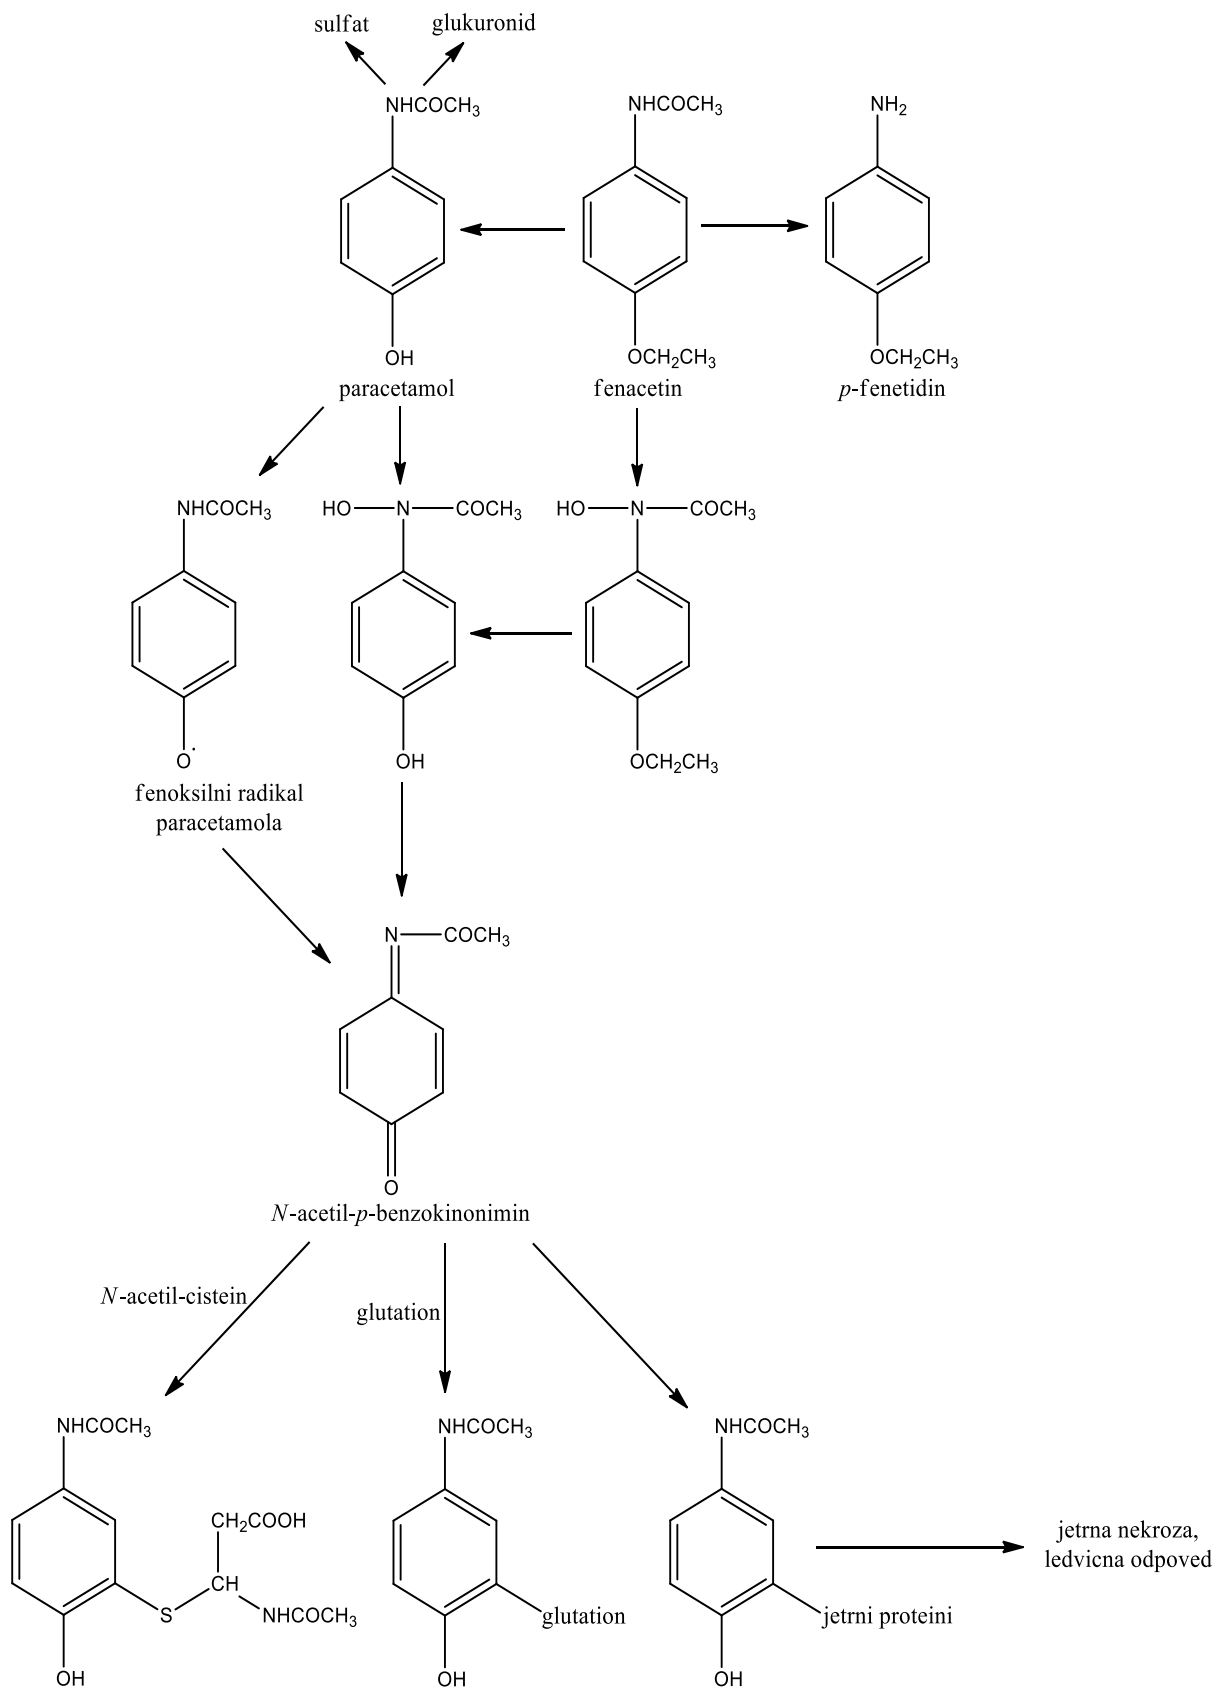 sulfat glukuronid
NHCOCH3 NHCOCH3 NH2
OH OCH2CH3 OCH2CH3
paracetamol fenacetin p-fenetidin
NHCOCH3 HO N COCH3 HO N COCH3
O· OH OCH2CH3
fenoksilni radikal
paracetamola
N COCH3
O
N-acetil-p-benzokinonimin
N-acetil-cistein
glutation
NHCOCH3 NHCOCH3 NHCOCH3
CH2COOH
CH
S NHCOCH3
glutation
jetrni proteini
jetrna nekroza,
ledvicna odpoved
OH OH OH